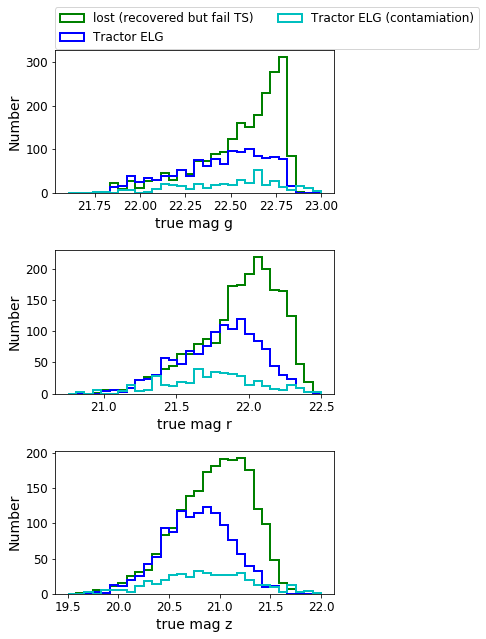 lost (recovered but fail TS)
Tractor ELG (contamiation)
Tractor ELG
300
200
100
0
Number
21.75 22.00 22.25 22.50 22.75 23.00
true mag g
200
150
100
50
0
Number
21.0 21.5 22.0 22.5
true mag r
200
150
100
50
0
Number
19.5 20.0 20.5 21.0 21.5 22.0
true mag z